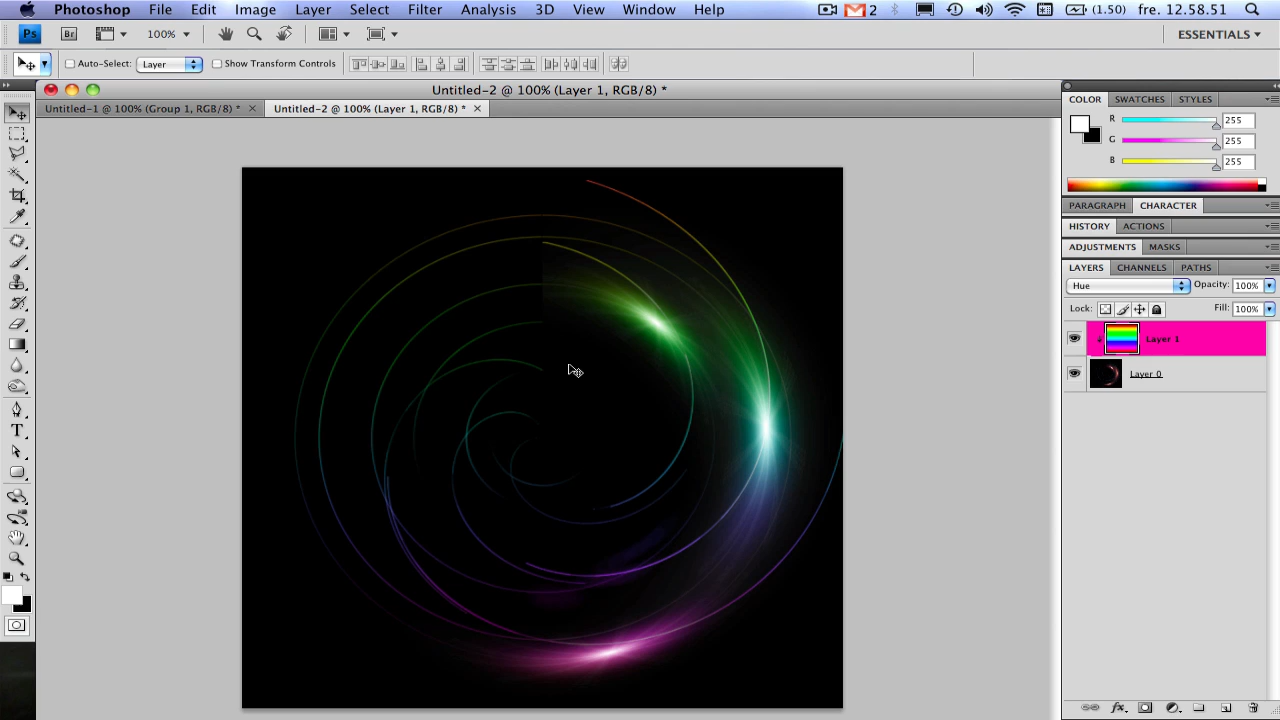 Photoshop File Edit Image Layer Select Filter Analysis 3D View Window Help 2 (1.50) fre. 12.58.51
Ps Br 100% ESSENTIALS
Auto-Select: Layer Show Transform Controls
Untitled-2 @ 100% (Layer 1, RGB/8) *
Untitled-1 @ 100% (Group 1, RGB/8) * Untitled-2 @ 100% (Layer 1, RGB/8) *
COLOR SWATCHES STYLES
R 255
G 255
B 255
PARAGRAPH CHARACTER
HISTORY ACTIONS
ADJUSTMENTS MASKS
LAYERS CHANNELS PATHS
Hue Opacity: 100%
Lock: Fill: 100%
Layer 1
Layer 0
T
fx